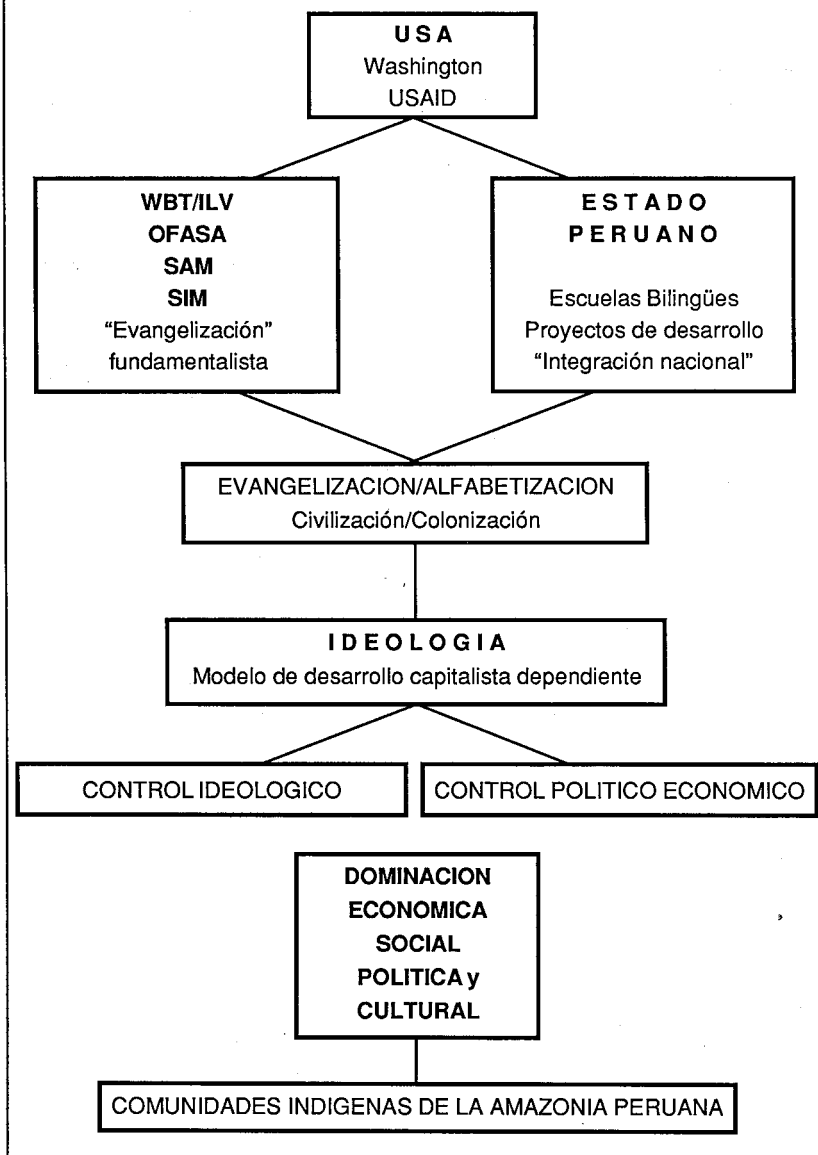 USA
Washington
USAID
WBT/ILV
OFASA
SAM
SIM
“Evangelización”
fundamentalista
ESTADO
PERUANO
Escuelas Bilingües
Proyectos de desarrollo
“Integración nacional”
EVANGELIZACION/ALFABETIZACION
Civilización/Colonización
IDEOLOGIA
Modelo de desarrollo capitalista dependiente
CONTROL IDEOLOGICO
CONTROL POLITICO ECONOMICO
DOMINACION
ECONOMICA
SOCIAL
POLITICA y
CULTURAL
COMUNIDADES INDIGENAS DE LA AMAZONIA PERUANA